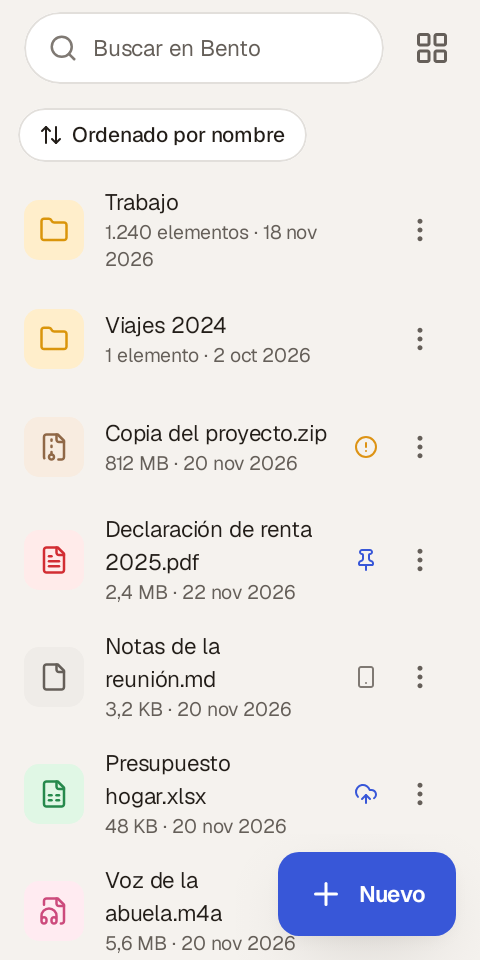 Buscar en Bento
Ordenado por nombre
Trabajo
1.240 elementos · 18 nov
2026
Viajes 2024
1 elemento · 2 oct 2026
Copia del proyecto.zip
812 MB · 20 nov 2026
Declaración de renta
2025.pdf
2,4 MB · 22 nov 2026
Notas de la
reunión.md
3,2 KB · 20 nov 2026
Presupuesto
hogar.xlsx
48 KB · 20 nov 2026
Voz de la
abuela.m4a
5,6 MB · 20 nov 2026
Nuevo